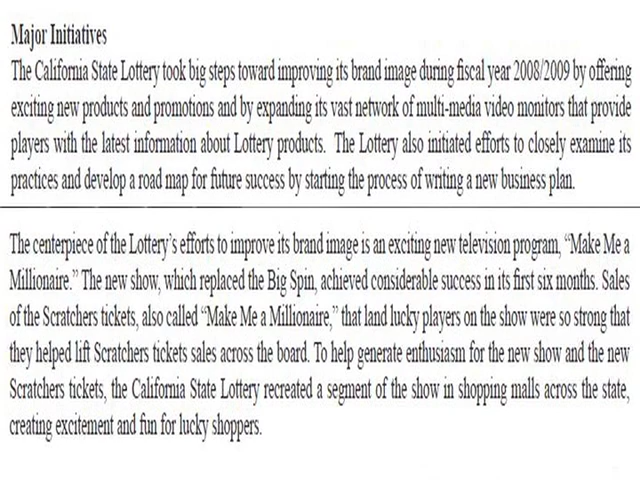 Major Initiatives
The California State Lottery took big steps toward improving its brand image during fiscal year 2008/2009 by offering
exciting new products and promotions and by expanding its vast network of multi-media video monitors that provide
players with the latest information about Lottery products. The Lottery also initiated efforts to closely examine its
practices and develop a road map for future success by starting the process of writing a new business plan.
The centerpiece of the Lottery's efforts to improve its brand image is an exciting new television program, “Make Me a
Millionaire.” The new show, which replaced the Big Spin, achieved considerable success in its first six months. Sales
of the Scratchers tickets, also called “Make Me a Millionaire,” that land lucky players on the show were so strong that
they helped lift Scratchers tickets sales across the board. To help generate enthusiasm for the new show and the new
Scratchers tickets, the California State Lottery recreated a segment of the show in shopping malls across the state,
creating excitement and fun for lucky shoppers.